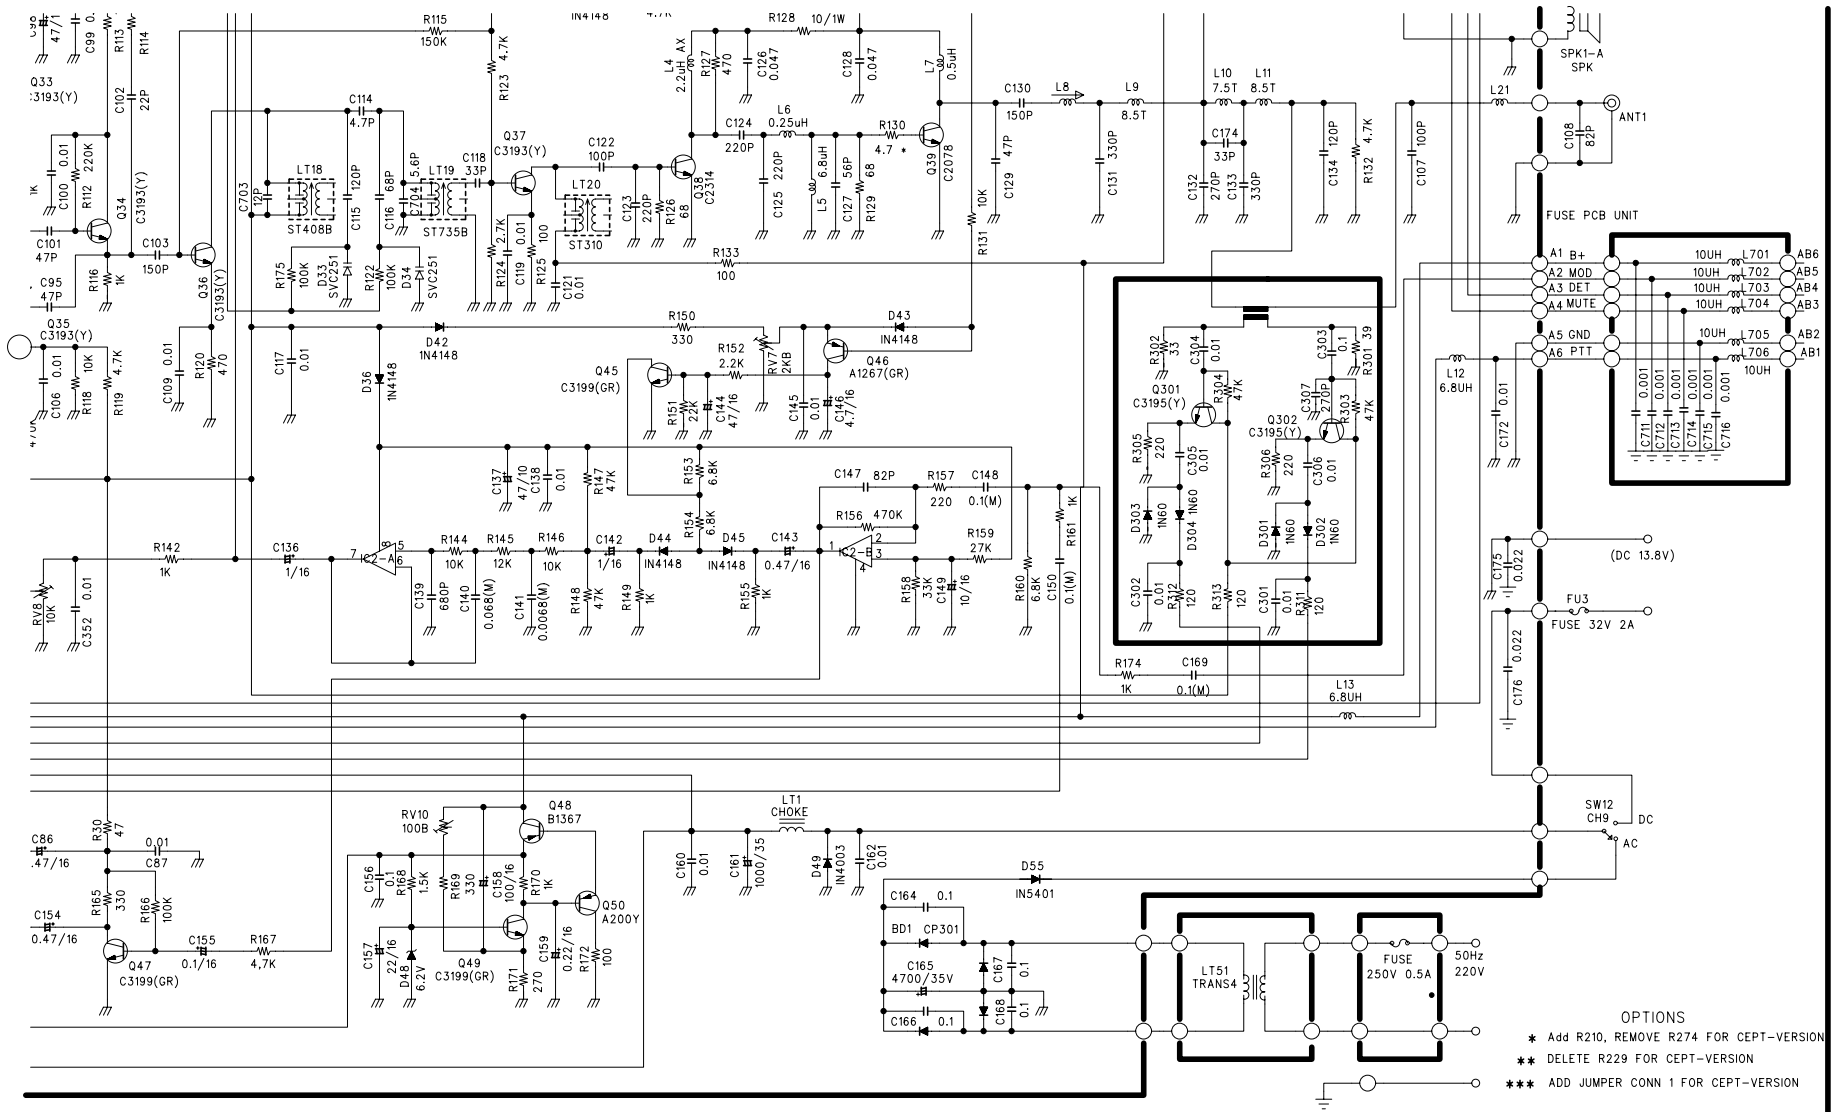 R115
150K
IN4148
4.7K
R128
10/1W
47/1
C99
0.
R113
R114
R123
4.7K
L4
2.2uH AX
R127
470
C126
0.047
C128
0.047
L7
0.5uH
SPK1-A
SPK
Q33
:3193(Y)
C102
22P
C114
4.7P
C130
150P
L8
L9
8.5T
L10
7.5T
L11
8.5T
L21
ANT1
C108
82P
C100
0.01
R112
220K
1K
Q34
C3193(Y)
C703
12P
LT18
ST408B
C115
120P
C116
68P
C704
5.6P
LT19
ST735B
C118
33P
Q37
C3193(Y)
C122
100P
LT20
ST310
C123
220P
R126
68
Q38
C2314
C124
220P
L6
0.25uH
C125
220P
L5
6.8uH
C127
56P
R129
68
R130
4.7 *
Q39
C2078
R131
10K
C129
47P
C131
330P
C174
33P
C132
270P
C133
330P
C134
120P
R132
4.7K
C107
100P
C101
47P
R116
1K
C103
150P
Q36
C3193(Y)
R175
100K
D33
SVC251
R122
100K
D34
SVC251
R124
2.7K
C119
0.01
R125
100
C121
0.01
R133
100
C95
47P
FUSE PCB UNIT
A1 B+
A2 MOD
A3 DET
A4 MUTE
A5 GND
A6 PTT
10UH
L701
AB6
10UH
L702
AB5
10UH
L703
AB4
10UH
L704
AB3
10UH
L705
AB2
L706
AB1
10UH
C711
0.001
C712
0.001
C713
0.001
C714
0.001
C715
0.001
C716
0.001
Q35
C3193(Y)
C106
0.01
R118
10K
R119
4.7K
C109
0.01
R120
470
C117
0.01
D42
1N4148
D36
1N4148
R150
330
RV7
2KB
R152
2.2K
Q45
C3199(GR)
R151
22K
C144
47/16
C145
0.01
C146
4.7/16
D43
IN4148
Q46
A1267(GR)
R302
33
C304
0.01
C303
0.1
R301
39
Q301
C3195(Y)
R304
47K
C307
270P
R303
47K
Q302
C3195(Y)
R305
220
C305
0.01
R306
220
C306
0.01
D303
1N60
D304
1N60
D301
1N60
D302
1N60
C302
0.01
R312
120
R313
120
C301
0.01
R311
120
L12
6.8UH
C172
0.01
C137
47/10
C138
0.01
R147
47K
R153
6.8K
R154
6.8K
C147
82P
R157
220
C148
0.1(M)
R156
470K
R159
27K
R161
1K
R142
1K
C136
1/16
7
IC2-A
8
5
6
R144
10K
R145
12K
R146
10K
C142
1/16
D44
IN4148
D45
IN4148
C143
0.47/16
1
IC2-B
2
3
4
RV8
10K
C352
0.01
C139
680P
C140
0.068(M)
C141
0.0068(M)
R148
47K
R149
1K
R155
1K
R158
33K
C149
10/16
R160
6.8K
C150
0.1(M)
R174
1K
C169
0.1(M)
L13
6.8UH
(DC 13.8V)
C175
0.022
FU3
FUSE 32V 2A
C176
0.022
SW12
CH9
DC
AC
R30
47
C86
.47/16
0.01
C87
R165
330
R166
100K
C154
0.47/16
Q47
C3199(GR)
C155
0.1/16
R167
4,7K
RV10
100B
Q48
B1367
C156
0.1
R168
1.5K
R169
330
C158
100/16
R170
1K
Q50
A200Y
C157
22/16
D48
6.2V
Q49
C3199(GR)
R171
270
C159
0.22/16
R172
100
LT1
CHOKE
C160
0.01
C161
1000/35
D49
IN4003
C162
0.01
D55
IN5401
C164
0.1
BD1
CP301
C165
4700/35V
C166
0.1
C167
0.1
C168
0.1
LT51
TRANS4
FUSE
250V 0.5A
50Hz
220V
OPTIONS
* Add R210, REMOVE R274 FOR CEPT-VERSION
** DELETE R229 FOR CEPT-VERSION
*** ADD JUMPER CONN 1 FOR CEPT-VERSION